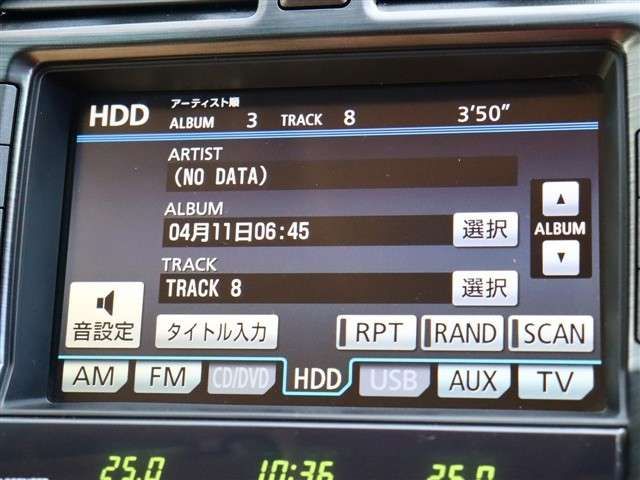 HDD アーティスト順
ALBUM 3 TRACK 8 3'50"
ARTIST
(NO DATA)
ALBUM
04月11日06:45 選択
ALBUM
TRACK
TRACK 8 選択
音設定 タイトル入力 RPT RAND SCAN
AM FM CD/DVD HDD USB AUX TV
25.0 10:36 25.0